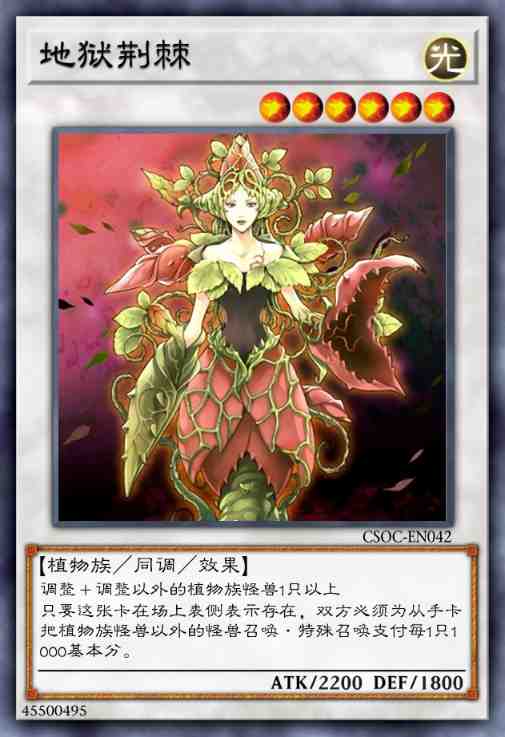 地狱荆棘
光
CSOC-EN042
【植物族／同调／效果】
调整＋调整以外的植物族怪兽1只以上
只要这张卡在场上表侧表示存在，双方必须为从手卡
把植物族怪兽以外的怪兽召唤·特殊召唤支付每1只1
000基本分。
ATK/2200 DEF/1800
45500495